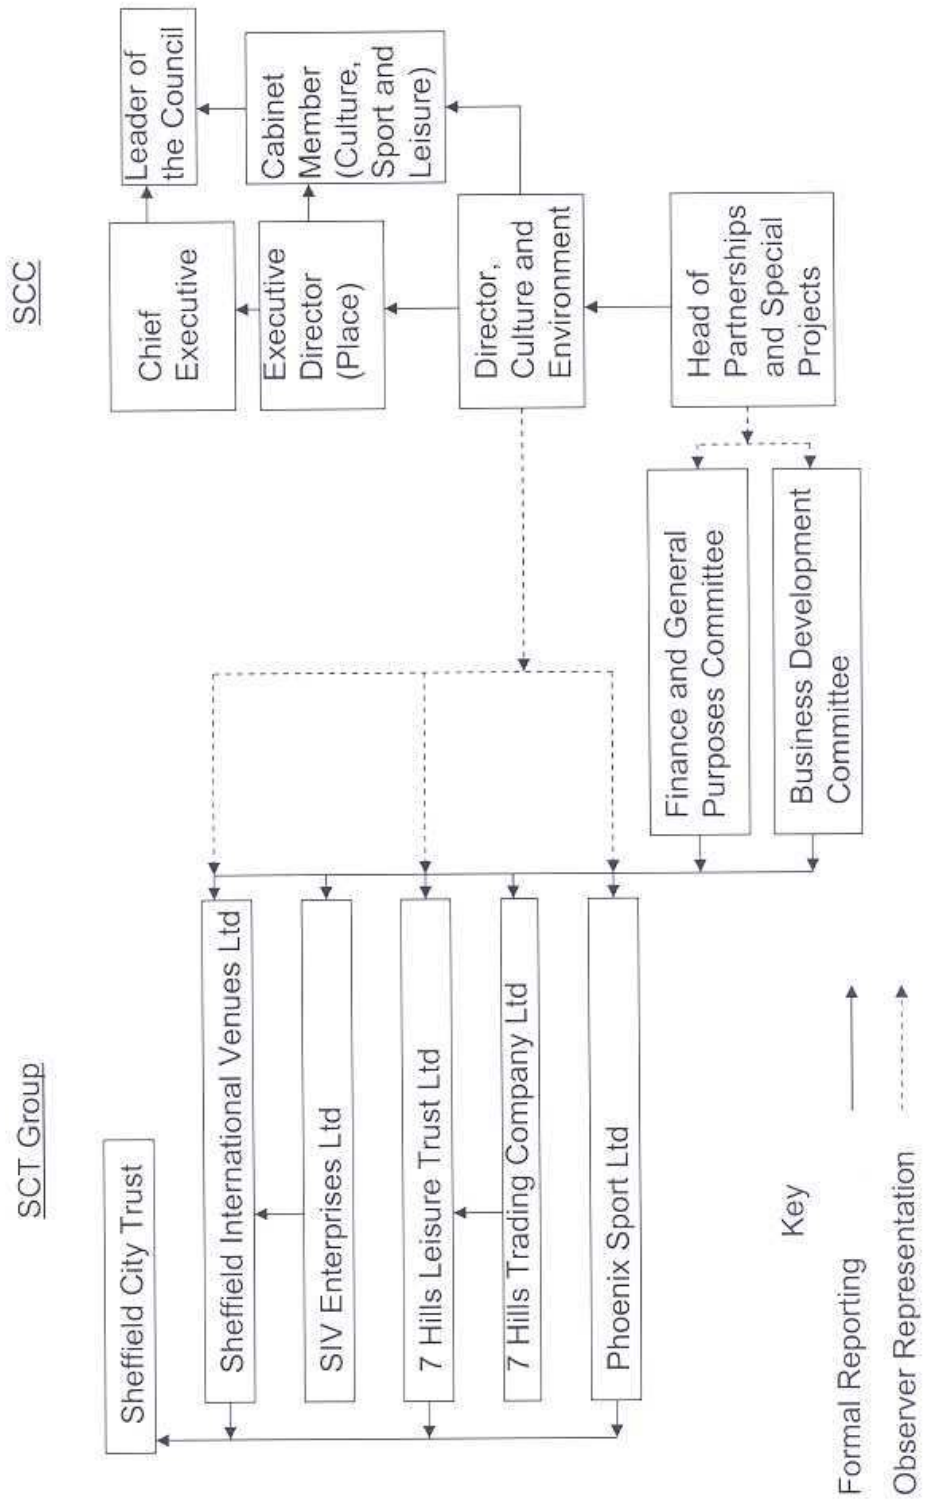 SCT Group
SCC
Sheffield City Trust
Sheffield International Venues Ltd
SIV Enterprises Ltd
7 Hills Leisure Trust Ltd
7 Hills Trading Company Ltd
Phoenix Sport Ltd
Finance and General
Purposes Committee
Business Development
Committee
Chief
Executive
Leader of
the Council
Executive
Director
(Place)
Cabinet
Member
(Culture,
Sport and
Leisure)
Director,
Culture and
Environment
Head of
Partnerships
and Special
Projects
Key
Formal Reporting
Observer Representation